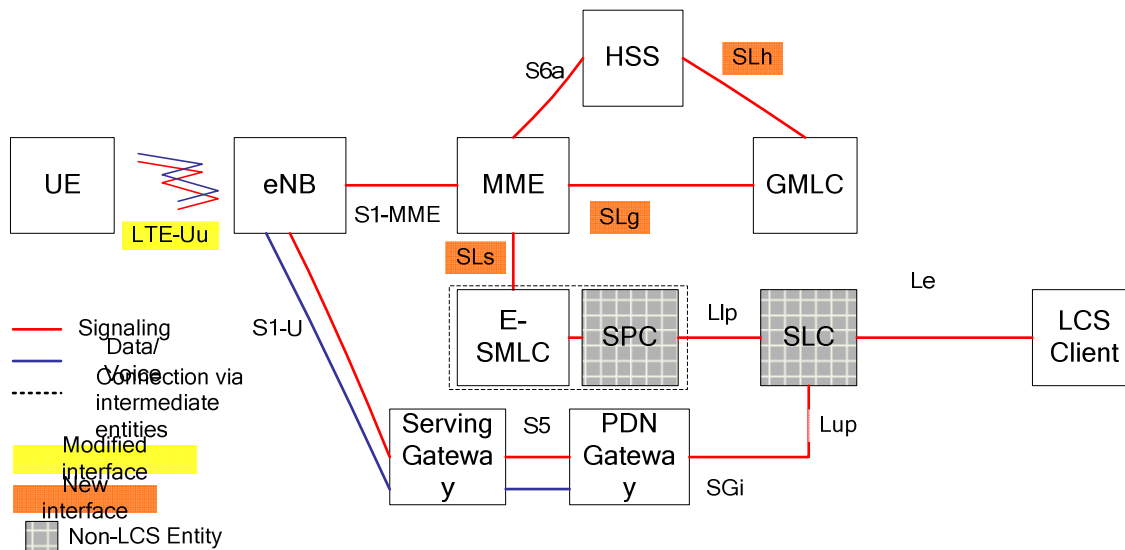 HSS
S6a
SLh
UE
eNB
MME
GMLC
S1-MME
SLg
LTE-Uu
SLs
Le
E-
SMLC
SPC
Llp
SLC
LCS
Client
S1-U
Signaling
Data/
Voice
Connection via
intermediate
entities
Serving
Gatewa
y
S5
PDN
Gatewa
y
Lup
SGi
Modified
interface
New
interface
Non-LCS Entity